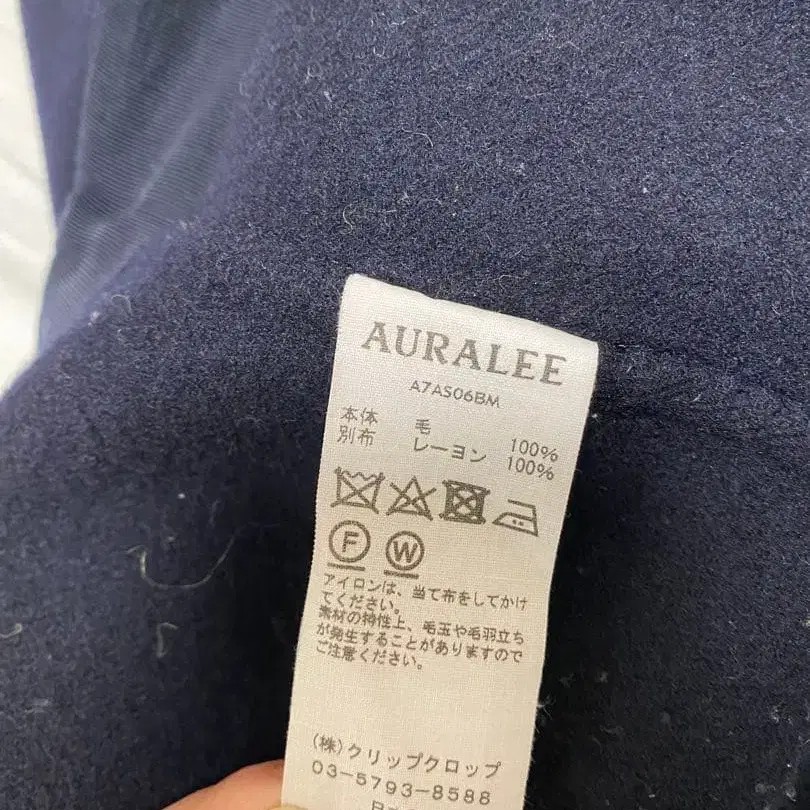 AURALEE
A7AS06BM
本体 毛 100%
別布 レーヨン 100%
F W
アイロンは、当て布をしてかけ
てください。
素材の特性上、毛玉や毛羽立ち
が発生することがありますので
ご注意ください。
(株)クリップクロップ
03-5793-8588